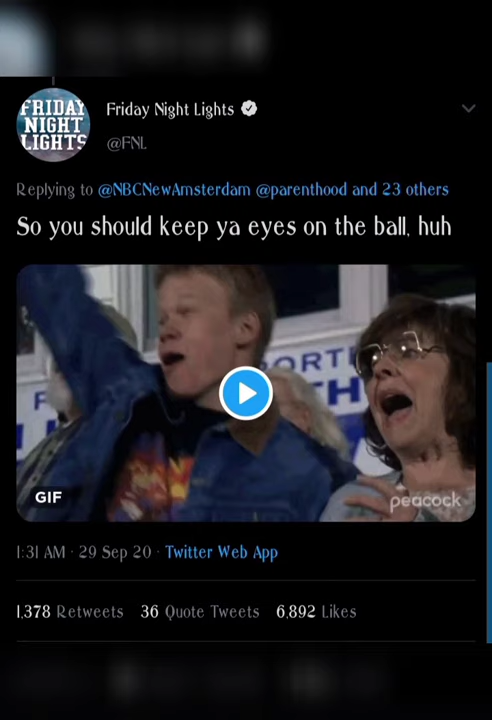 FRIDAY
NIGHT
LIGHTS
Friday Night Lights
@FNL
Replying to @NBCNewAmsterdam @parenthood and 23 others
So you should keep ya eyes on the ball, huh
ORT
H
GIF
peacock
1:31 AM · 29 Sep 20 · Twitter Web App
1,378 Retweets 36 Quote Tweets 6,892 Likes